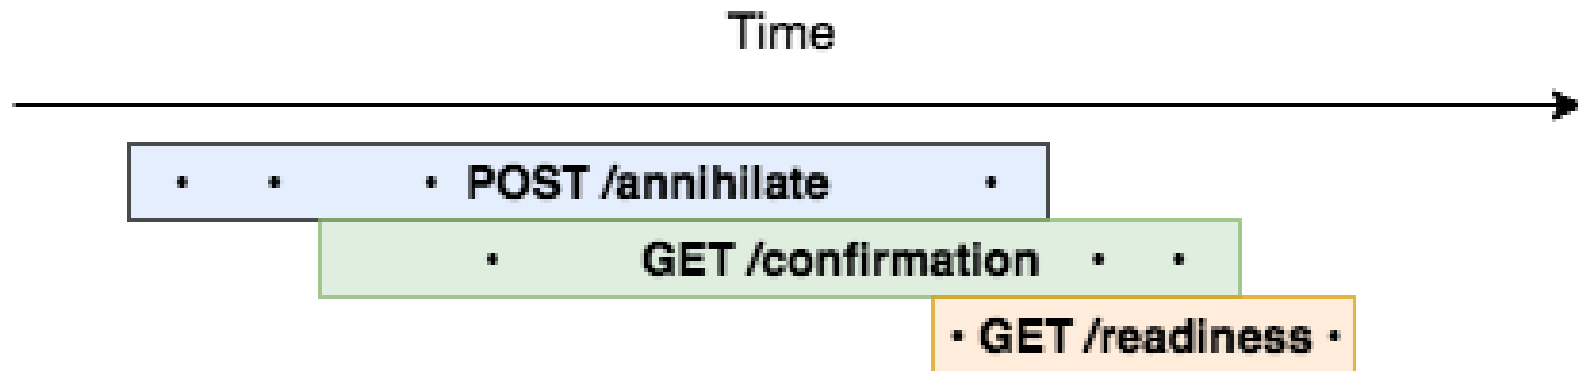 Time
POST /annihilate
GET /confirmation
GET /readiness